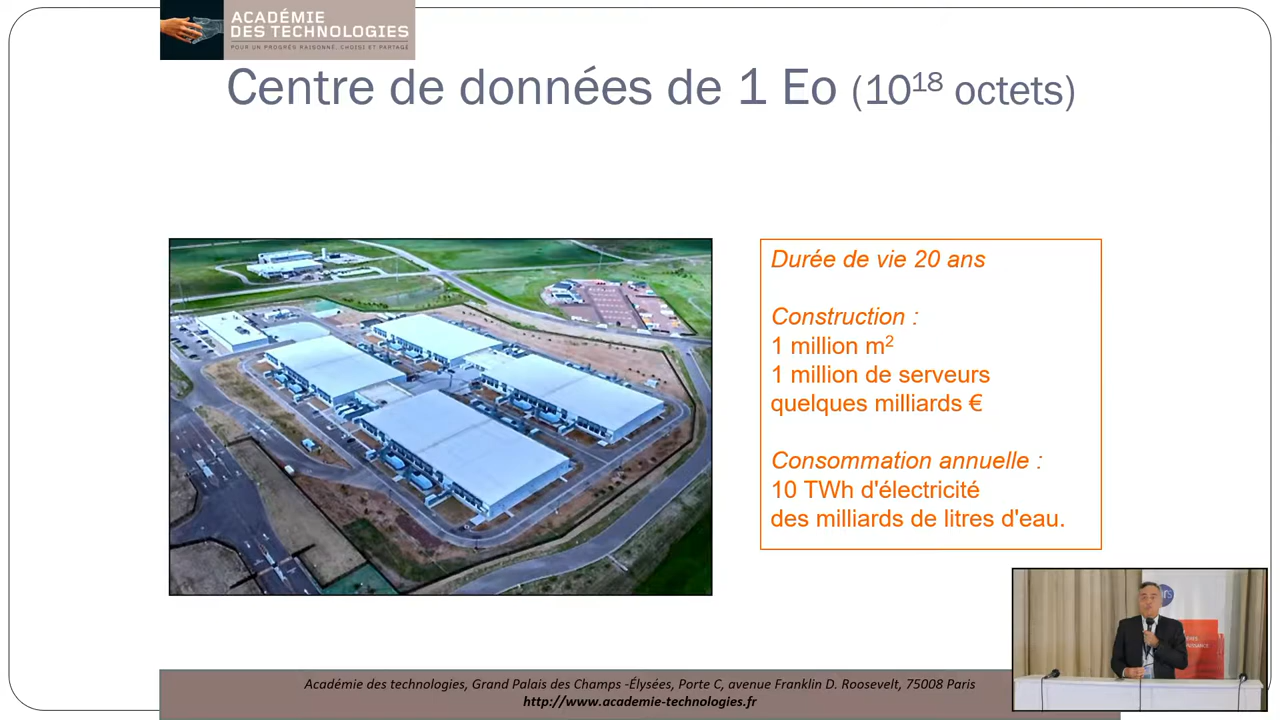 ACADÉMIE
DES TECHNOLOGIES
POUR UN PROGRÈS RAISONNÉ, CHOISI ET PARTAGÉ
Centre de données de 1 Eo (10¹⁸ octets)
Durée de vie 20 ans
Construction :
1 million m²
1 million de serveurs
quelques milliards €
Consommation annuelle :
10 TWh d'électricité
des milliards de litres d'eau.
Académie des technologies, Grand Palais des Champs -Élysées, Porte C, avenue Franklin D. Roosevelt, 75008 Paris
http://www.academie-technologies.fr